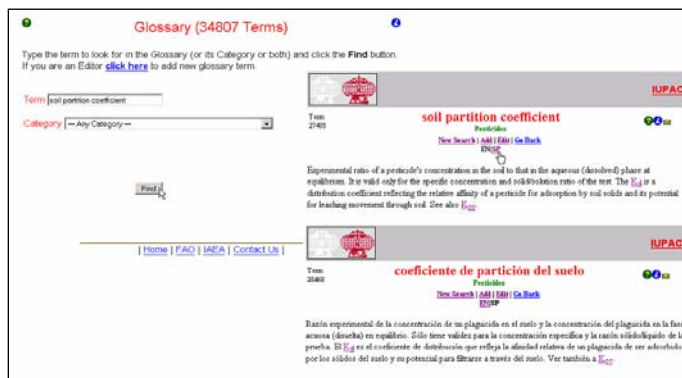 Glossary (34807 Terms)
Type the term to look for in the Glossary (or its Category or both) and click the Find button.
If you are an Editor click here to add new glossary term.
Term soil partition coefficient
Category --- Any Category ---
Find
| Home | FAO | IAEA | Contact Us |
IUPAC
Term
soil partition coefficient
Pesticides
New Search | Add | Edit | Go Back
EN|SP
Experimental ratio of a pesticide's concentration in the soil to that in the aqueous (dissolved) phase at
equilibrium. It is valid only for the specific concentration and solid/solution ratio of the test. The Kd is a
distribution coefficient reflecting the relative affinity of a pesticide for adsorption by soil solids and its potential
for leaching movement through soil. See also Koc.
IUPAC
Term
coeficiente de partición del suelo
Pesticides
New Search | Add | Edit | Go Back
EN|SP
Razón experimental de la concentración de un plaguicida en el suelo y la concentración del plaguicida en la fase
acuosa (disuelta) en equilibrio. Sólo tiene validez para la concentración específica y la razón sólido/líquido de la
prueba. El Kd es el coeficiente de distribución que refleja la afinidad relativa de un plaguicida de ser adsorbido
por los sólidos del suelo y su potencial para filtrarse a través del suelo. Ver también a Koc.